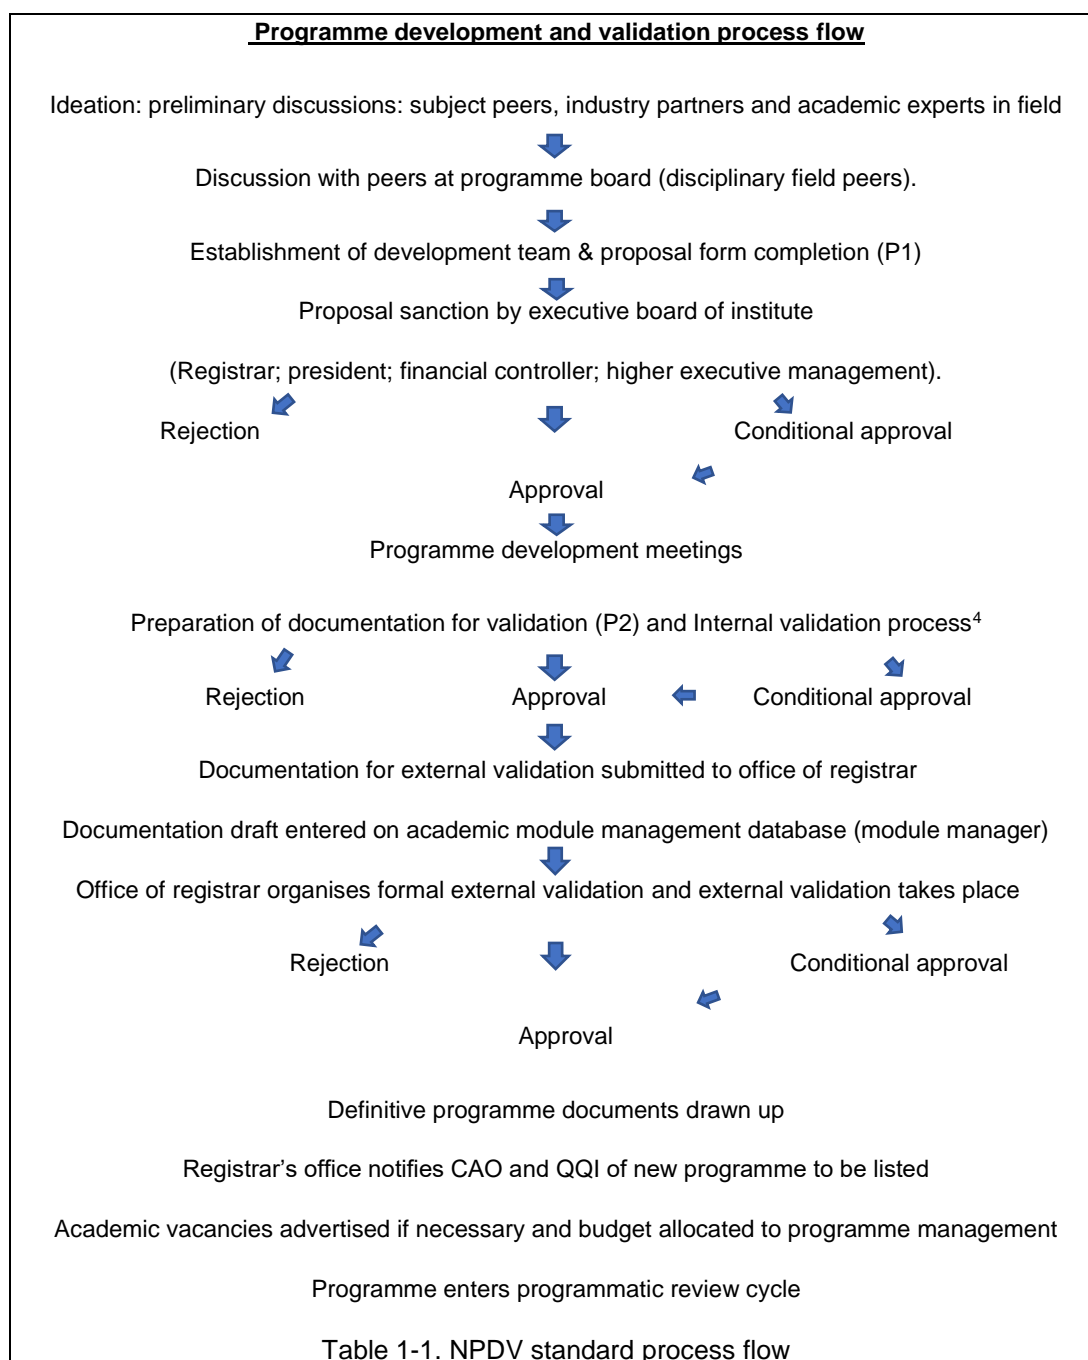 Programme development and validation process flow
Ideation: preliminary discussions: subject peers, industry partners and academic experts in field
Discussion with peers at programme board (disciplinary field peers).
Establishment of development team & proposal form completion (P1)
Proposal sanction by executive board of institute
(Registrar; president; financial controller; higher executive management).
Rejection Conditional approval
Approval
Programme development meetings
Preparation of documentation for validation (P2) and Internal validation process4
Rejection Approval Conditional approval
Documentation for external validation submitted to office of registrar
Documentation draft entered on academic module management database (module manager)
Office of registrar organises formal external validation and external validation takes place
Rejection Conditional approval
Approval
Definitive programme documents drawn up
Registrar's office notifies CAO and QQI of new programme to be listed
Academic vacancies advertised if necessary and budget allocated to programme management
Programme enters programmatic review cycle
Table 1-1. NPDV standard process flow